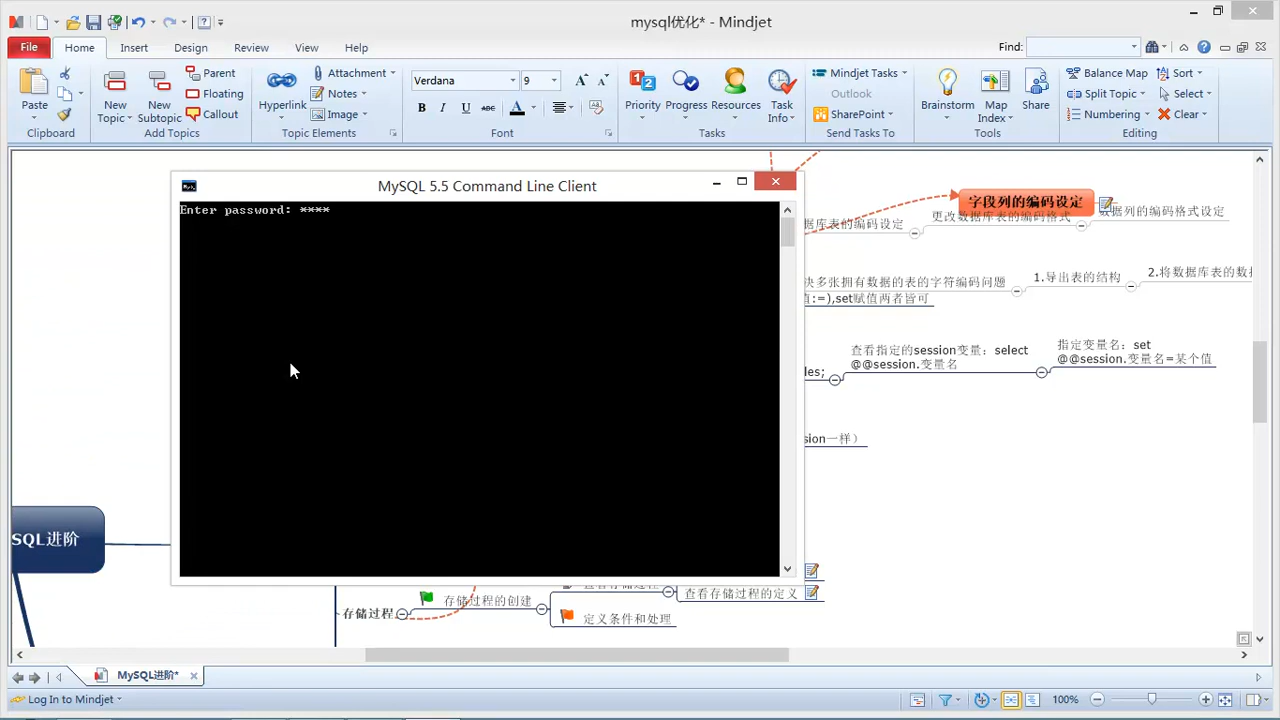 mysql优化* - Mindjet
File
Home
Insert
Design
Review
View
Help
Find:
Paste
Clipboard
New Topic
New Subtopic
Parent
Floating
Callout
Add Topics
Hyperlink
Attachment
Notes
Image
Topic Elements
Verdana
9
B I U abc A
Font
Priority
Progress
Resources
Task Info
Tasks
Mindjet Tasks
Outlook
SharePoint
Send Tasks To
Brainstorm
Map Index
Share
Tools
Balance Map
Split Topic
Numbering
Sort
Select
Clear
Editing
MySQL 5.5 Command Line Client
Enter password: ****
字段列的编码设定
据库表的编码设定
更改数据库表的编码格式
数据列的编码格式设定
多张拥有数据的表的字符编码问题
值:=),set赋值两者皆可
1.导出表的结构
2.将数据库表的数
les;
查看指定的session变量：select
@@session.变量名
指定变量名：set
@@session.变量名=某个值
sion一样）
SQL进阶
存储过程
存储过程的创建
查看存储过程
查看存储过程的定义
定义条件和处理
MySQL进阶*
Log In to Mindjet
100%